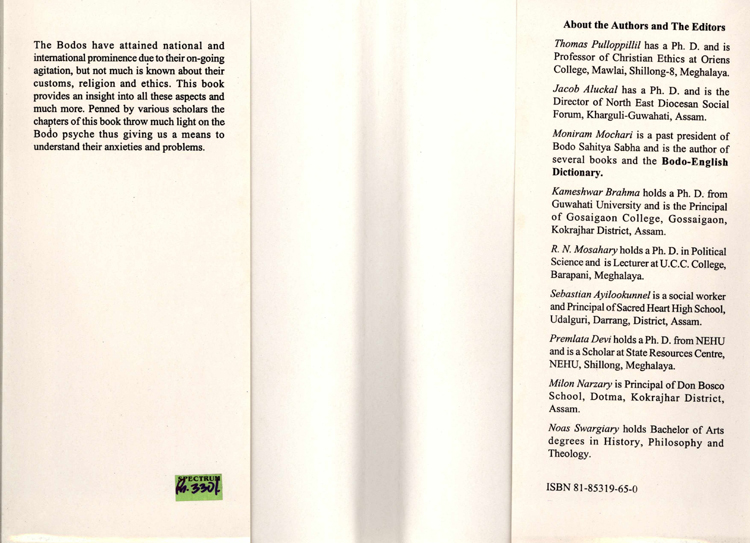 The Bodos have attained national and
international prominence due to their on-going
agitation, but not much is known about their
customs, religion and ethics. This book
provides an insight into all these aspects and
much more. Penned by various scholars the
chapters of this book throw much light on the
Bodo psyche thus giving us a means to
understand their anxieties and problems.
SPECTRUM
330/
About the Authors and The Editors
Thomas Pulloppillil has a Ph. D. and is
Professor of Christian Ethics at Oriens
College, Mawlai, Shillong-8, Meghalaya.
Jacob Aluckal has a Ph. D. and is the
Director of North East Diocesan Social
Forum, Kharguli-Guwahati, Assam.
Moniram Mochari is a past president of
Bodo Sahitya Sabha and is the author of
several books and the Bodo-English
Dictionary.
Kameshwar Brahma holds a Ph. D. from
Guwahati University and is the Principal
of Gosaigaon College, Gossaigaon,
Kokrajhar District, Assam.
R. N. Mosahary holds a Ph. D. in Political
Science and is Lecturer at U.C.C. College,
Barapani, Meghalaya.
Sebastian Ayilookunnel is a social worker
and Principal of Sacred Heart High School,
Udalguri, Darrang, District, Assam.
Premlata Devi holds a Ph. D. from NEHU
and is a Scholar at State Resources Centre,
NEHU, Shillong, Meghalaya.
Milon Narzary is Principal of Don Bosco
School, Dotma, Kokrajhar District,
Assam.
Noas Swargiary holds Bachelor of Arts
degrees in History, Philosophy and
Theology.
ISBN 81-85319-65-0